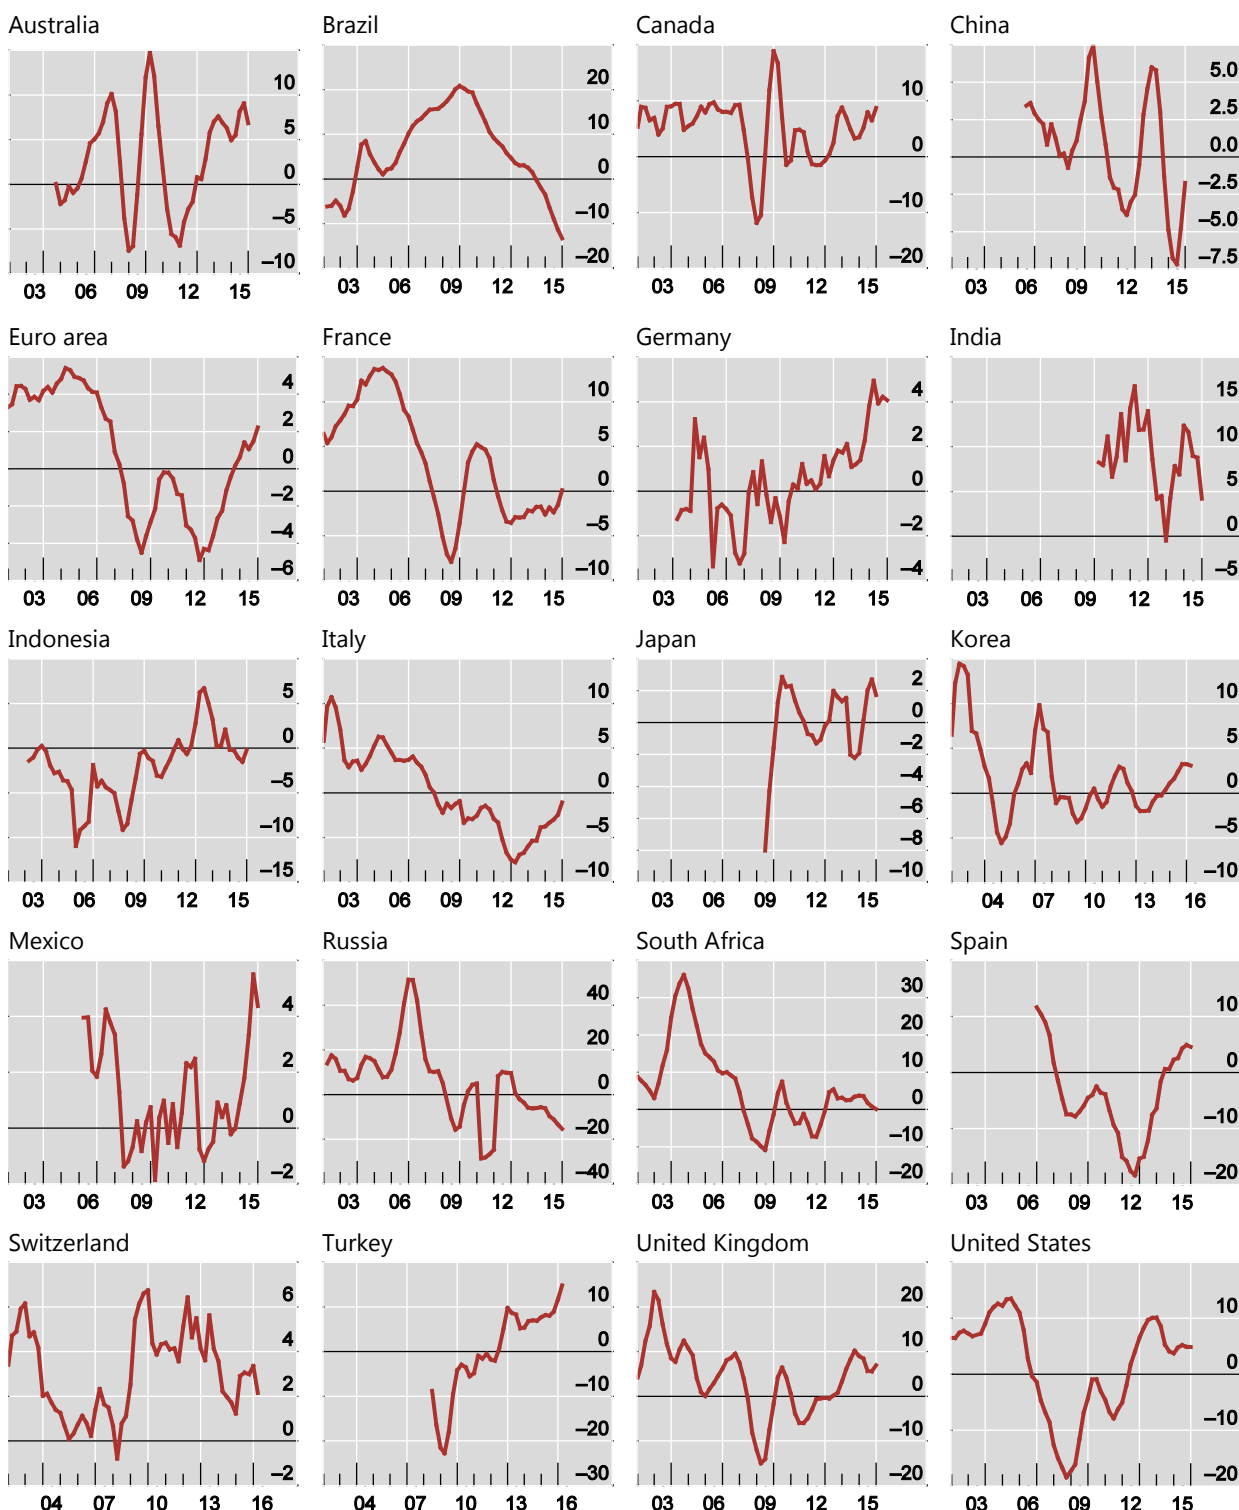 Australia
10
5
0
–5
–10
03 06 09 12 15
Brazil
20
10
0
–10
–20
03 06 09 12 15
Canada
10
0
–10
–20
03 06 09 12 15
China
5.0
2.5
0.0
–2.5
–5.0
–7.5
03 06 09 12 15
Euro area
4
2
0
–2
–4
–6
03 06 09 12 15
France
10
5
0
–5
–10
03 06 09 12 15
Germany
4
2
0
–2
–4
03 06 09 12 15
India
15
10
5
0
–5
03 06 09 12 15
Indonesia
5
0
–5
–10
–15
03 06 09 12 15
Italy
10
5
0
–5
–10
03 06 09 12 15
Japan
2
0
–2
–4
–6
–8
–10
03 06 09 12 15
Korea
10
5
0
–5
–10
04 07 10 13 16
Mexico
4
2
0
–2
03 06 09 12 15
Russia
40
20
0
–20
–40
03 06 09 12 15
South Africa
30
20
10
0
–10
–20
03 06 09 12 15
Spain
10
0
–10
–20
03 06 09 12 15
Switzerland
6
4
2
0
–2
04 07 10 13 16
Turkey
10
0
–10
–20
–30
04 07 10 13 16
United Kingdom
20
10
0
–10
–20
03 06 09 12 15
United States
10
0
–10
–20
03 06 09 12 15